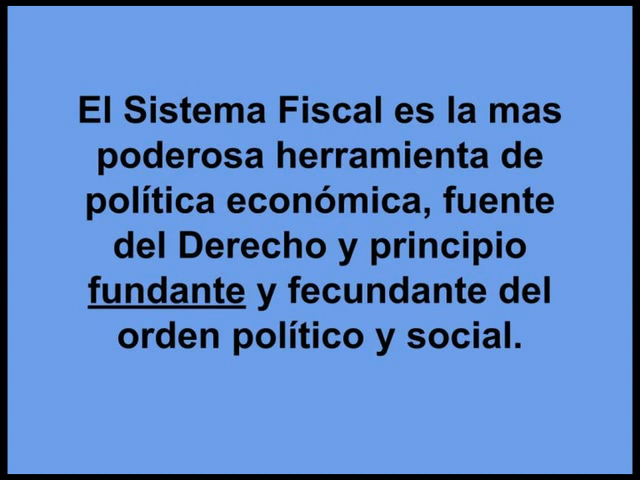 El Sistema Fiscal es la mas
poderosa herramienta de
política económica, fuente
del Derecho y principio
fundante y fecundante del
orden político y social.